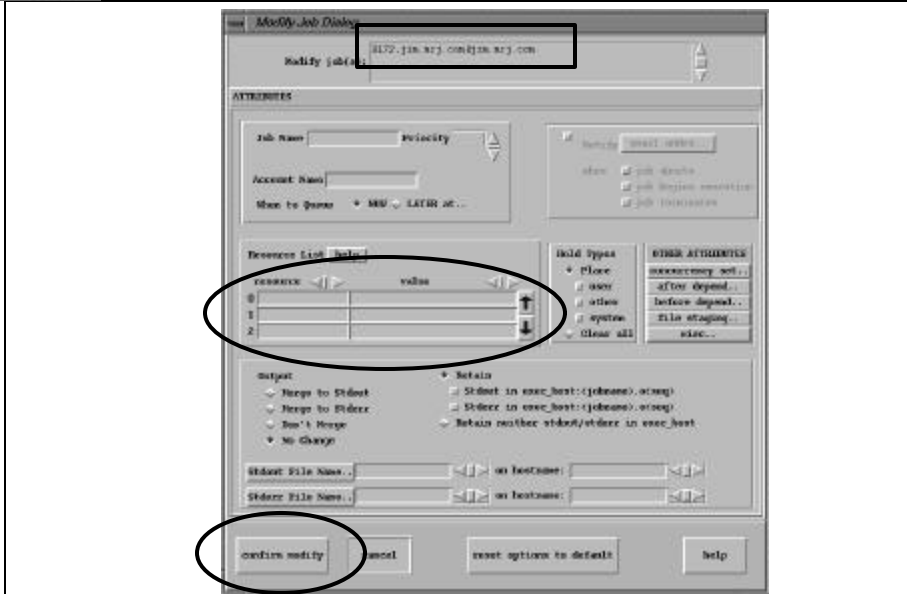 Modify Job Dialog
Modify job(s):
8172.jim.mrj.com@jim.mrj.com
ATTRIBUTES
Job Name Priority
Account Name
When to Queue NOW LATER at..
Notify email addrs...
when job aborts
job begins execution
job terminates
Resource List help
resource value
0
1
2
Hold Types
Place
user
other
system
Clear all
OTHER ATTRIBUTES
concurrency set..
after depend..
before depend..
file staging..
misc..
Output
Merge to Stdout
Merge to Stderr
Don't Merge
No Change
Retain
Stdout in exec_host:(jobname).o(seq)
Stderr in exec_host:(jobname).e(seq)
Retain neither stdout/stderr in exec_host
Stdout File Name.. on hostname:
Stderr File Name.. on hostname:
confirm modify cancel reset options to default help